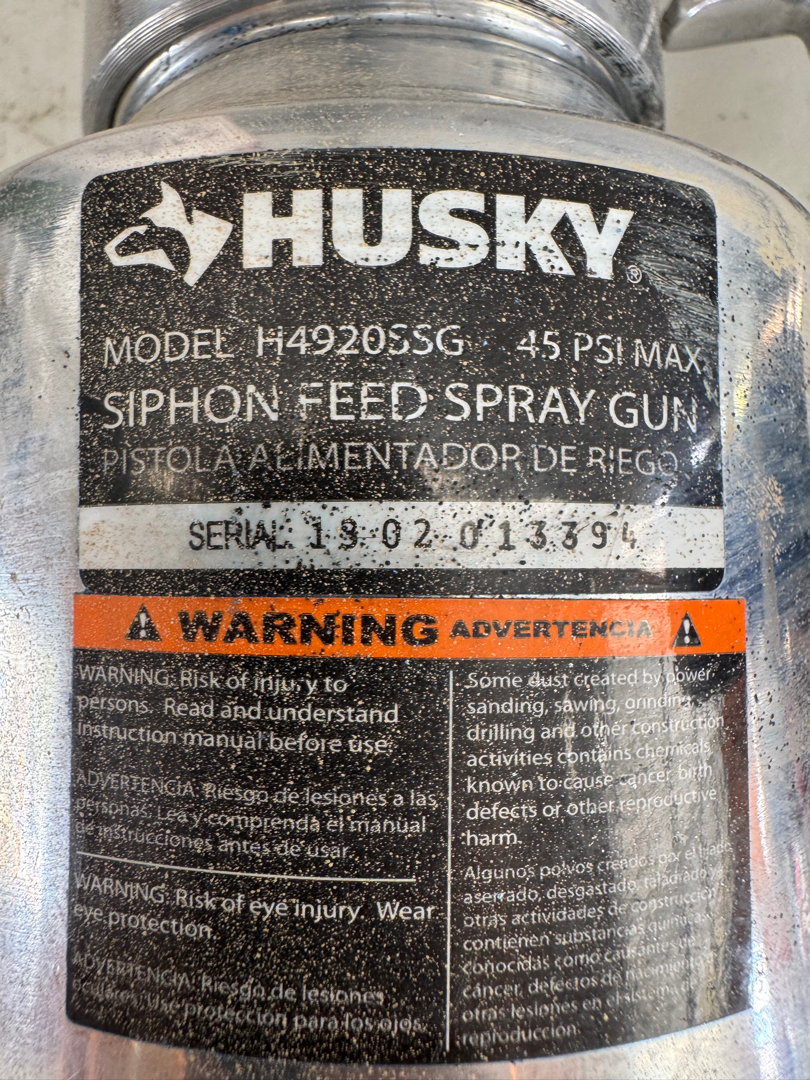 HUSKY®
MODEL H4920SSG 45 PSI MAX.
SIPHON FEED SPRAY GUN
PISTOLA ALIMENTADOR DE RIEGO
SERIAL: 1902 013394
WARNING ADVERTENCIA
WARNING: Risk of injury to
persons. Read and understand
instruction manual before use.
ADVERTENCIA: Riesgo de lesiones a las
personas. Lea y comprenda el manual
de instrucciones antes de usar.
WARNING: Risk of eye injury. Wear
eye protection.
ADVERTENCIA: Riesgo de lesiones
oculares. Use protección para los ojos.
Some dust created by power
sanding, sawing, grinding,
drilling and other construction
activities contains chemicals
known to cause cancer, birth
defects or other reproductive
harm.
Algunos polvos creados por el lijado,
aserrado, desgastado, taladrado y
otras actividades de construcción,
contienen substancias químicas
conocidas como causantes de
cáncer, defectos de nacimiento u
otras lesiones en el sistema de
reproducción.